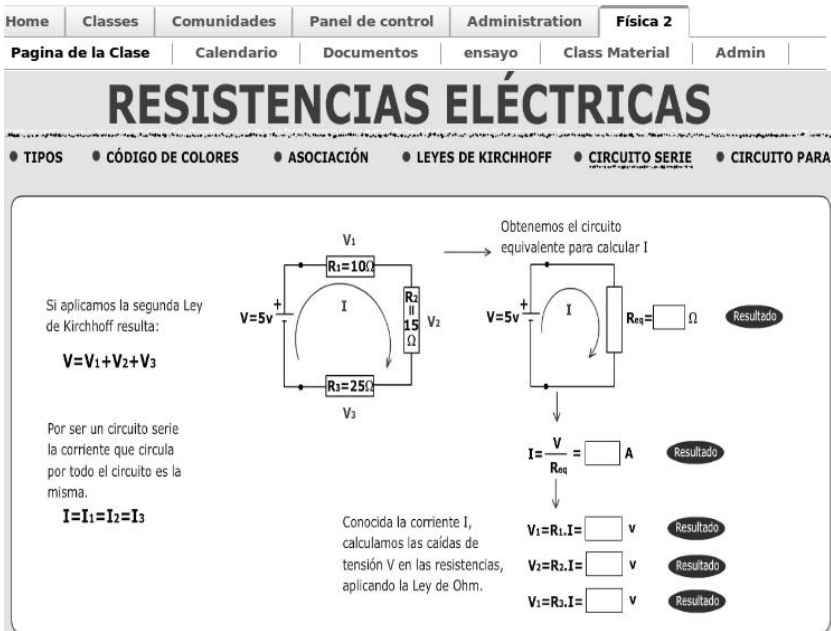 Home Classes Comunidades Panel de control Administration Física 2
Pagina de la Clase Calendario Documentos ensayo Class Material Admin
RESISTENCIAS ELÉCTRICAS
TIPOS CÓDIGO DE COLORES ASOCIACIÓN LEYES DE KIRCHHOFF CIRCUITO SERIE CIRCUITO PARA
Si aplicamos la segunda Ley
de Kirchhoff resulta:
V=V1+V2+V3
Por ser un circuito serie
la corriente que circula
por todo el circuito es la
misma.
I=I1=I2=I3
V1
R1=10Ω
+
V=5v
I
R2
=
15
Ω
V2
R3=25Ω
V3
Obtenemos el circuito
equivalente para calcular I
+
V=5v
I
Req= Ω
Resultado
I= V/Req = A
Resultado
Conocida la corriente I,
calculamos las caídas de
tensión V en las resistencias,
aplicando la Ley de Ohm.
V1=R1.I= v
Resultado
V2=R2.I= v
Resultado
V1=R3.I= v
Resultado